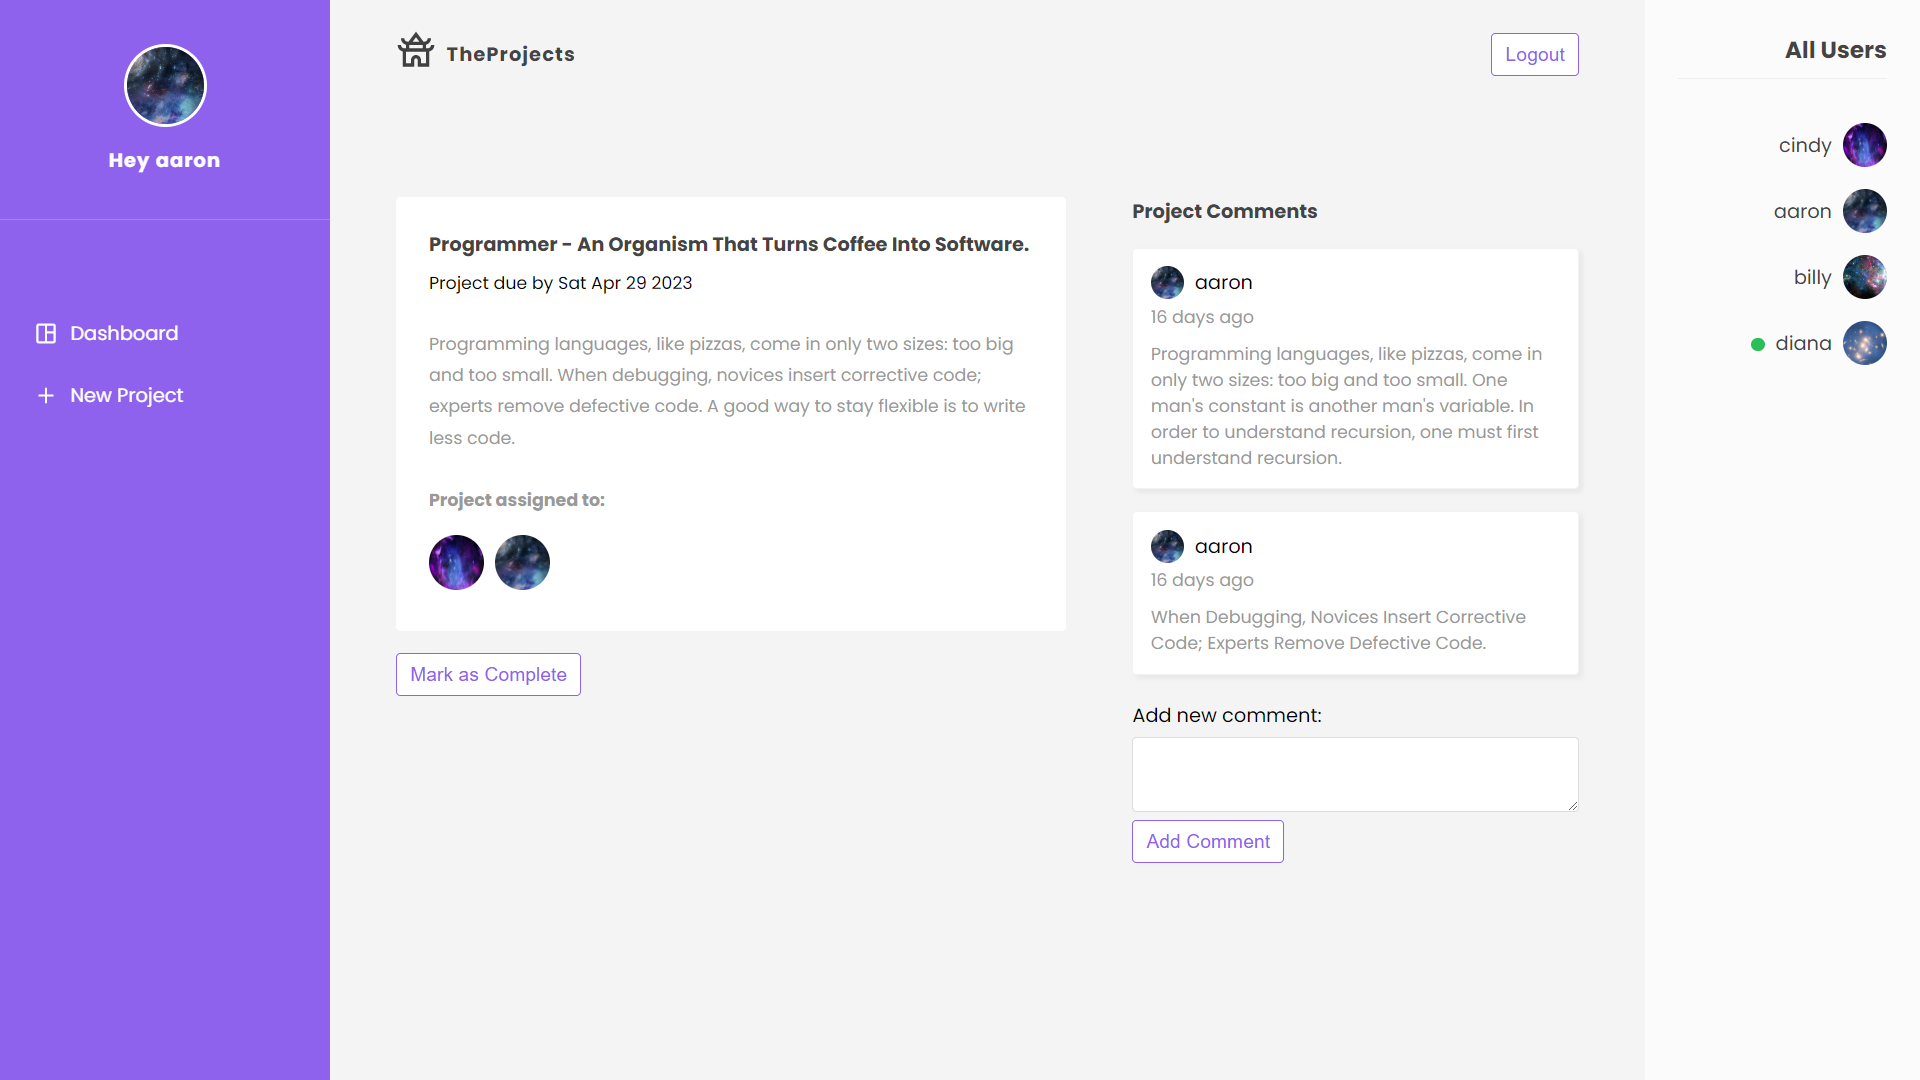 Hey aaron
Dashboard
New Project
TheProjects
Logout
Programmer - An Organism That Turns Coffee Into Software.
Project due by Sat Apr 29 2023
Programming languages, like pizzas, come in only two sizes: too big
and too small. When debugging, novices insert corrective code;
experts remove defective code. A good way to stay flexible is to write
less code.
Project assigned to:
Mark as Complete
Project Comments
aaron
16 days ago
Programming languages, like pizzas, come in
only two sizes: too big and too small. One
man's constant is another man's variable. In
order to understand recursion, one must first
understand recursion.
aaron
16 days ago
When Debugging, Novices Insert Corrective
Code; Experts Remove Defective Code.
Add new comment:
Add Comment
All Users
cindy
aaron
billy
diana